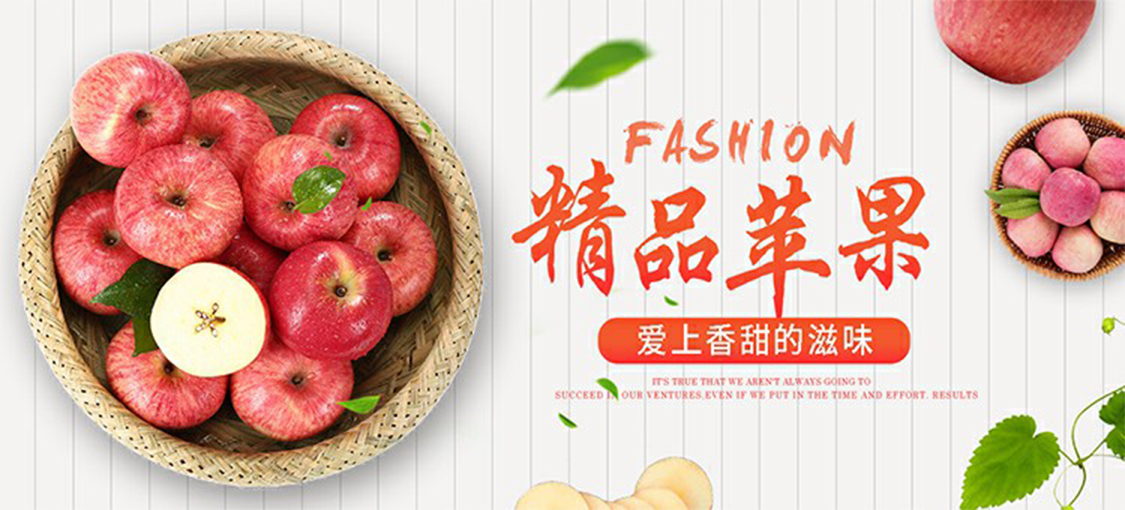 FASHION
精品苹果
爱上香甜的滋味
IT'S TRUE THAT WE AREN'T ALWAYS GOING TO
SUCCEED IN OUR VENTURES.EVEN IF WE PUT IN THE TIME AND EFFORT. RESULTS